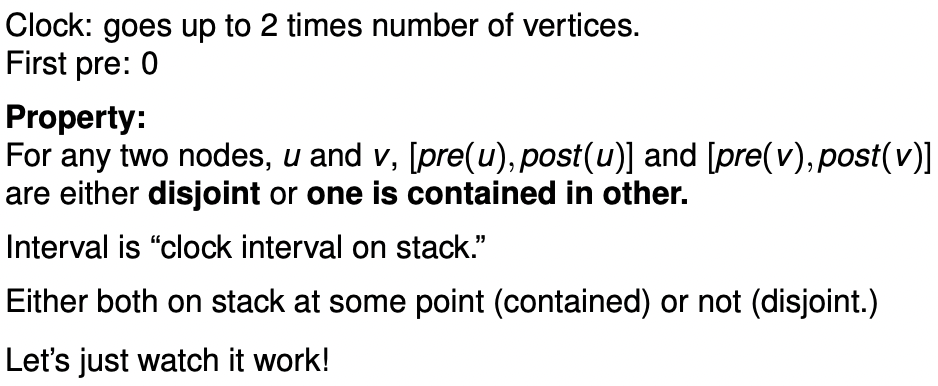 Clock: goes up to 2 times number of vertices.
First pre: 0
Property:
For any two nodes, u and v, [pre(u),post(u)] and [pre(v),post(v)]
are either disjoint or one is contained in other.
Interval is “clock interval on stack.”
Either both on stack at some point (contained) or not (disjoint.)
Let’s just watch it work!